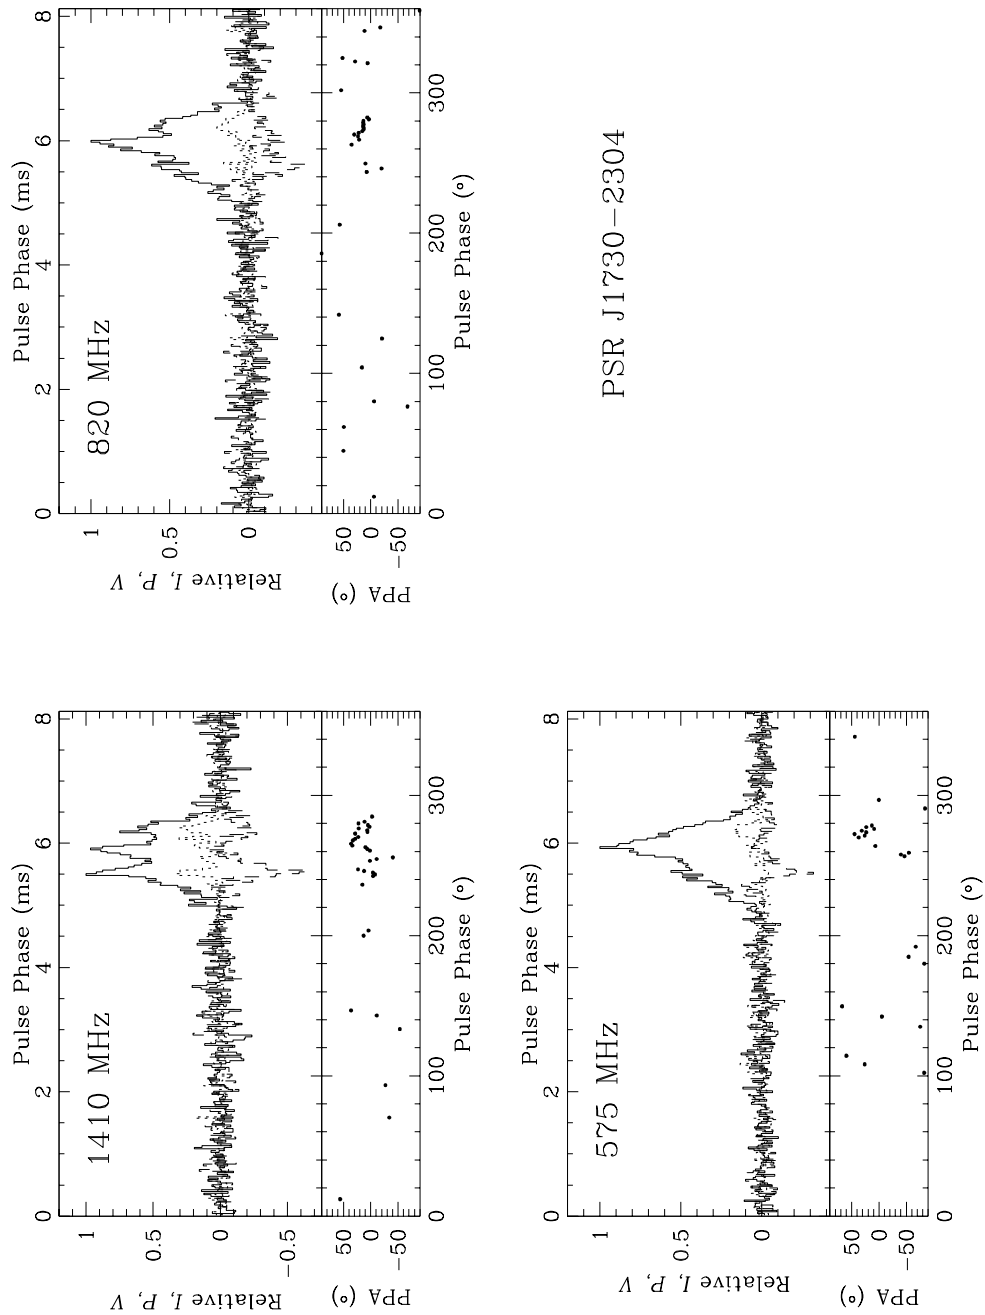 Pulse Phase (ms)
0 2 4 6 8
1410 MHz
Relative I, P, V
1 0.5 0 −0.5
PPA (°)
50 0 −50
0 100 200 300
Pulse Phase (°)
Pulse Phase (ms)
0 2 4 6 8
820 MHz
Relative I, P, V
1 0.5 0
PPA (°)
50 0 −50
0 100 200 300
Pulse Phase (°)
Pulse Phase (ms)
0 2 4 6 8
575 MHz
Relative I, P, V
1 0.5 0
PPA (°)
50 0 −50
0 100 200 300
Pulse Phase (°)
PSR J1730−2304